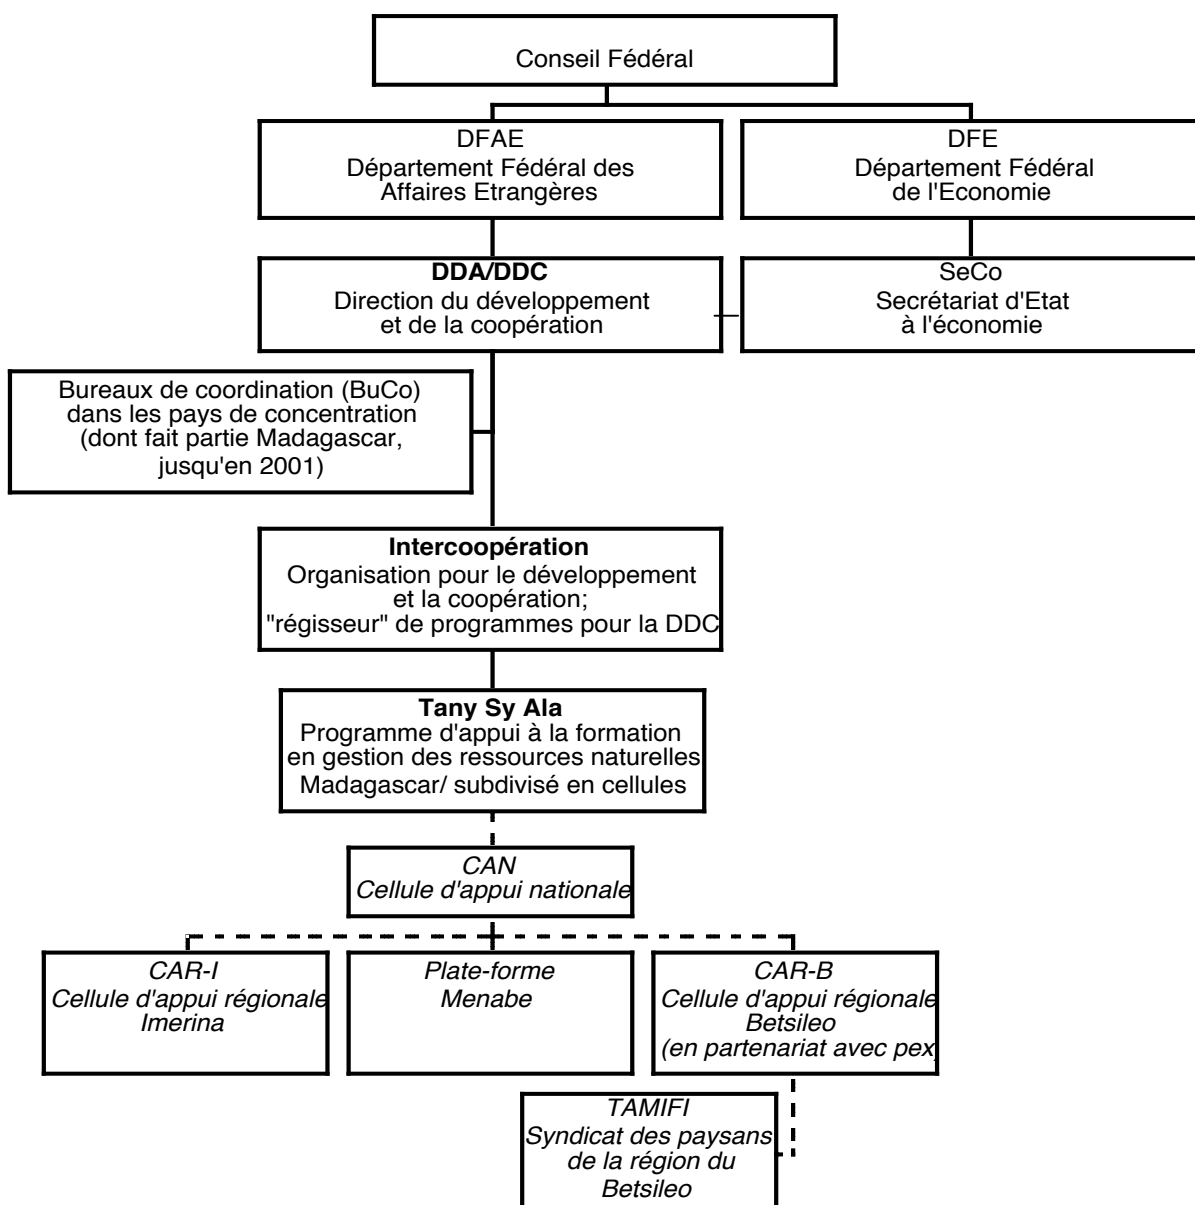 Conseil Fédéral
DFAE
Département Fédéral des
Affaires Etrangères
DFE
Département Fédéral
de l'Economie
DDA/DDC
Direction du développement
et de la coopération
SeCo
Secrétariat d'Etat
à l'économie
Bureaux de coordination (BuCo)
dans les pays de concentration
(dont fait partie Madagascar,
jusqu'en 2001)
Intercoopération
Organisation pour le développement
et la coopération;
"régisseur" de programmes pour la DDC
Tany Sy Ala
Programme d'appui à la formation
en gestion des ressources naturelles
Madagascar/ subdivisé en cellules
CAN
Cellule d'appui nationale
CAR-I
Cellule d'appui régionale
Imerina
Plate-forme
Menabe
CAR-B
Cellule d'appui régionale
Betsileo
(en partenariat avec pex)
TAMIFI
Syndicat des paysans
de la région du
Betsileo